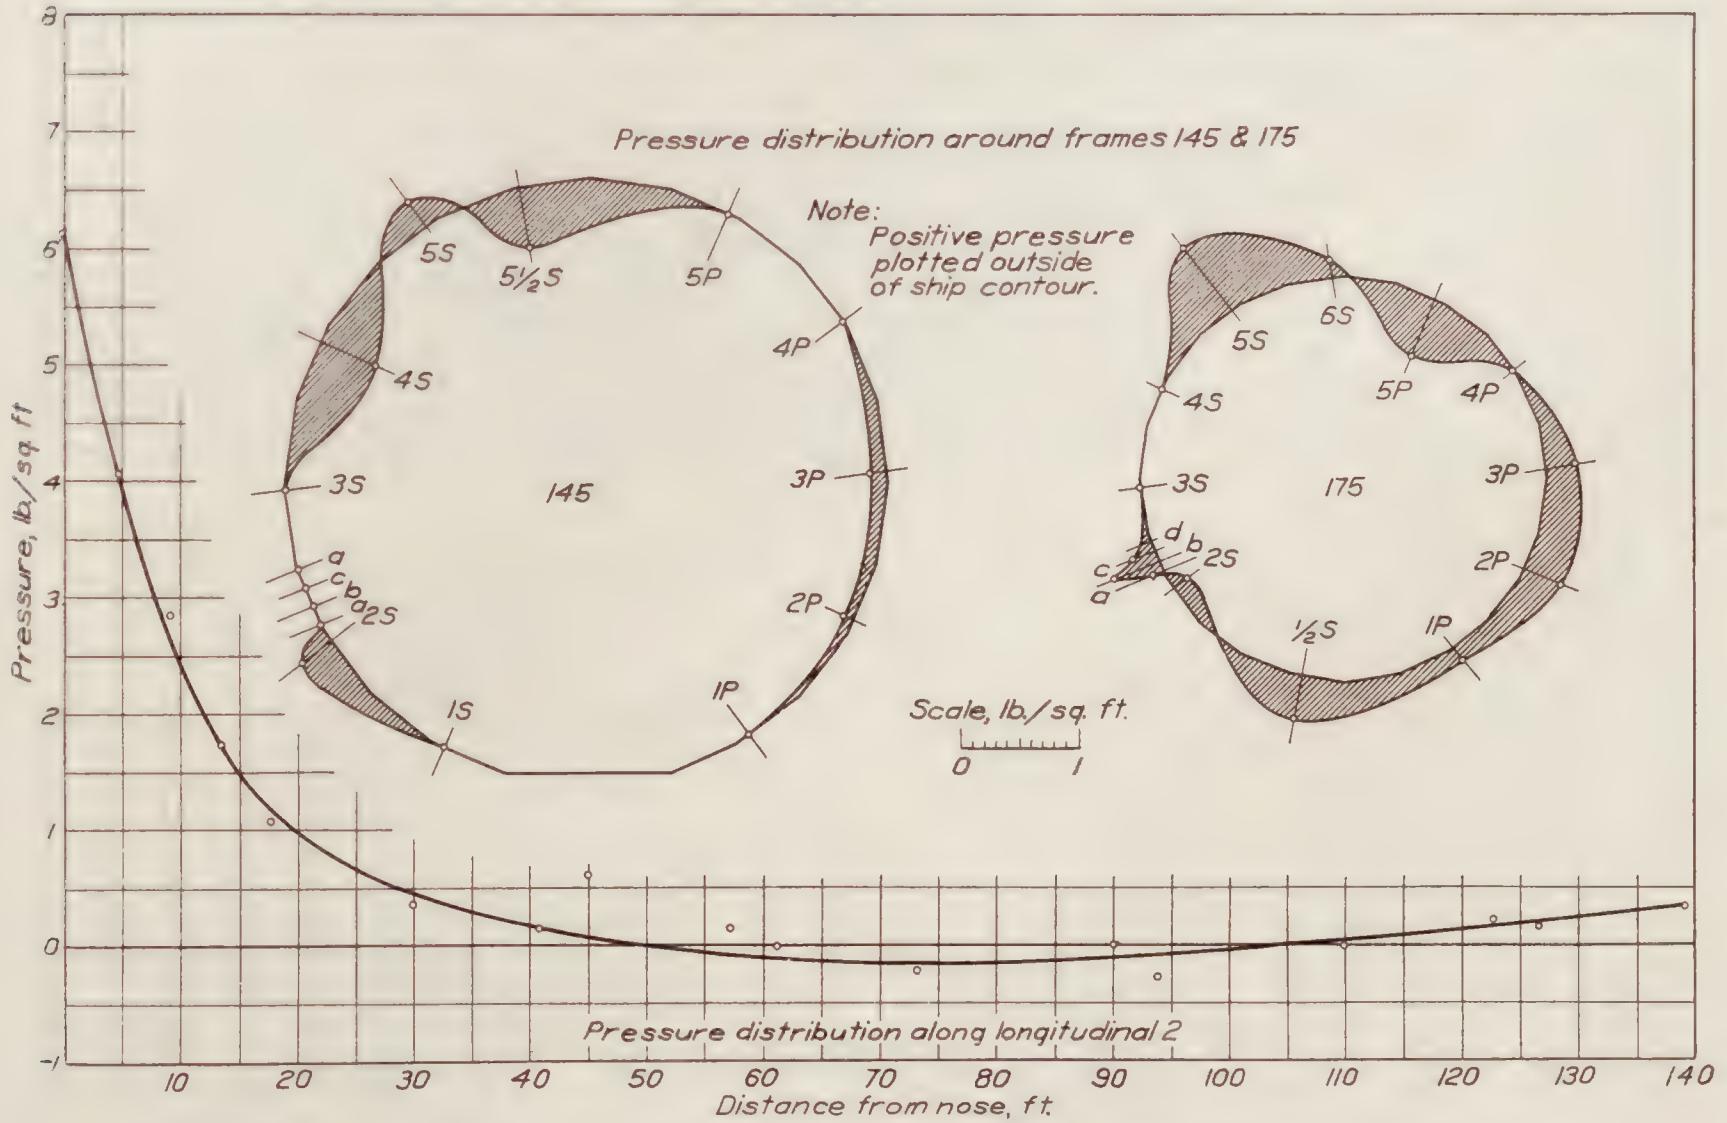 8
7
6
5
4
3
2
1
0
-1
Pressure, lb./sq. ft
Pressure distribution around frames 145 & 175
Note:
Positive pressure
plotted outside
of ship contour.
5S
5½S
5P
4P
4S
3S
145
3P
a
c
b
a
2S
2P
1S
1P
5S
6S
5P
4P
4S
3S
175
3P
d
b
2S
c
a
2P
½S
1P
Scale, lb./sq. ft.
0 1
Pressure distribution along longitudinal 2
10 20 30 40 50 60 70 80 90 100 110 120 130 140
Distance from nose, ft.